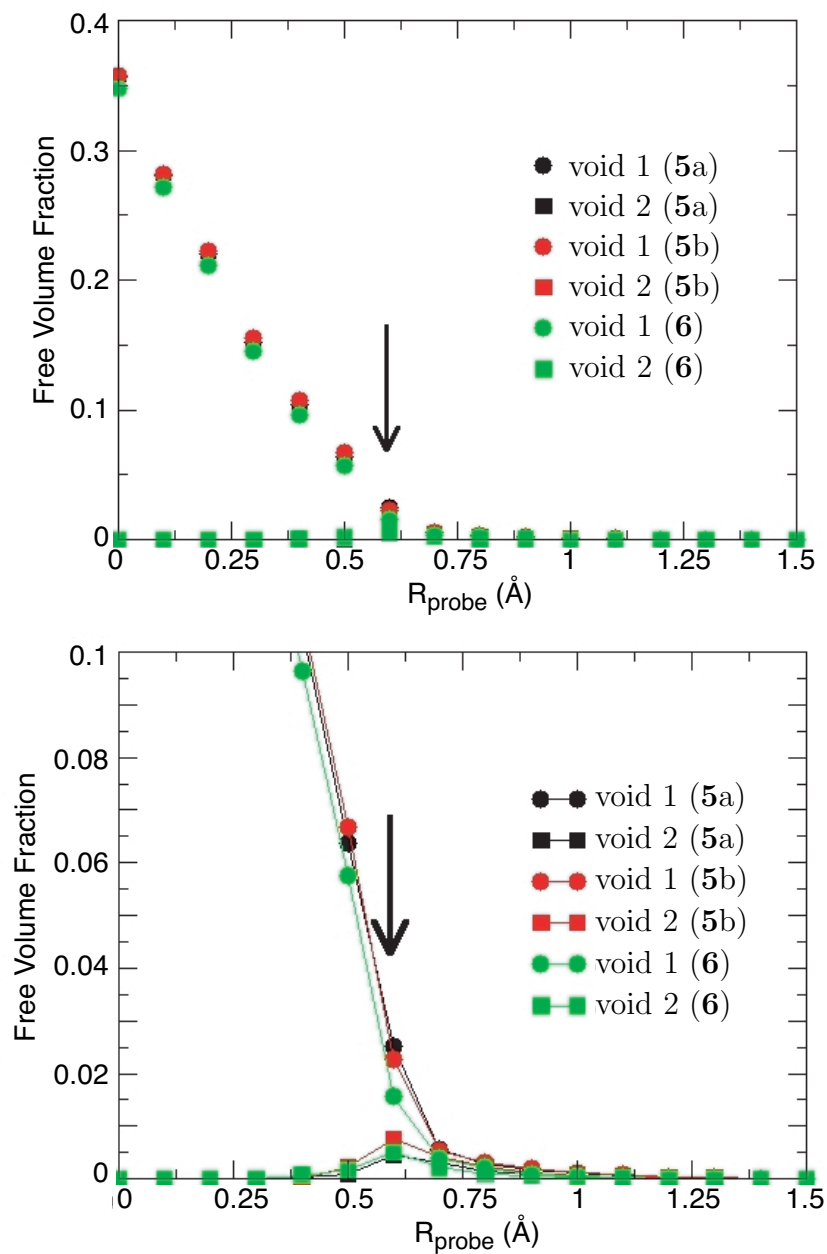 0.4
0.3
0.2
0.1
0
Free Volume Fraction
void 1 (5a)
void 2 (5a)
void 1 (5b)
void 2 (5b)
void 1 (6)
void 2 (6)
0 0.25 0.5 0.75 1 1.25 1.5
Rprobe (Å)
0.1
0.08
0.06
0.04
0.02
0
Free Volume Fraction
void 1 (5a)
void 2 (5a)
void 1 (5b)
void 2 (5b)
void 1 (6)
void 2 (6)
0 0.25 0.5 0.75 1 1.25 1.5
Rprobe (Å)